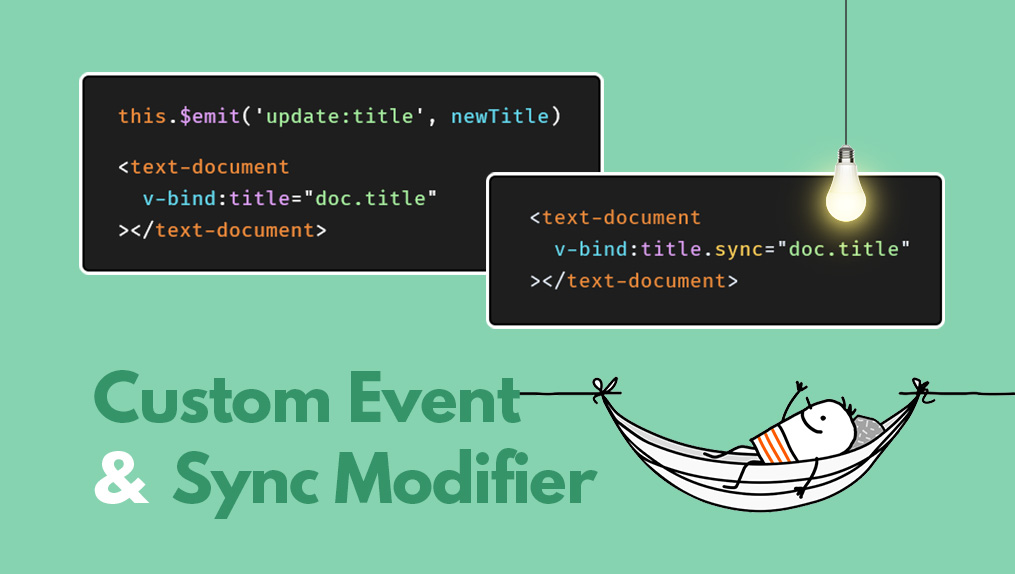 this.$emit('update:title', newTitle)
<text-document
v-bind:title="doc.title"
></text-document>
<text-document
v-bind:title.sync="doc.title"
></text-document>
Custom Event
& Sync Modifier